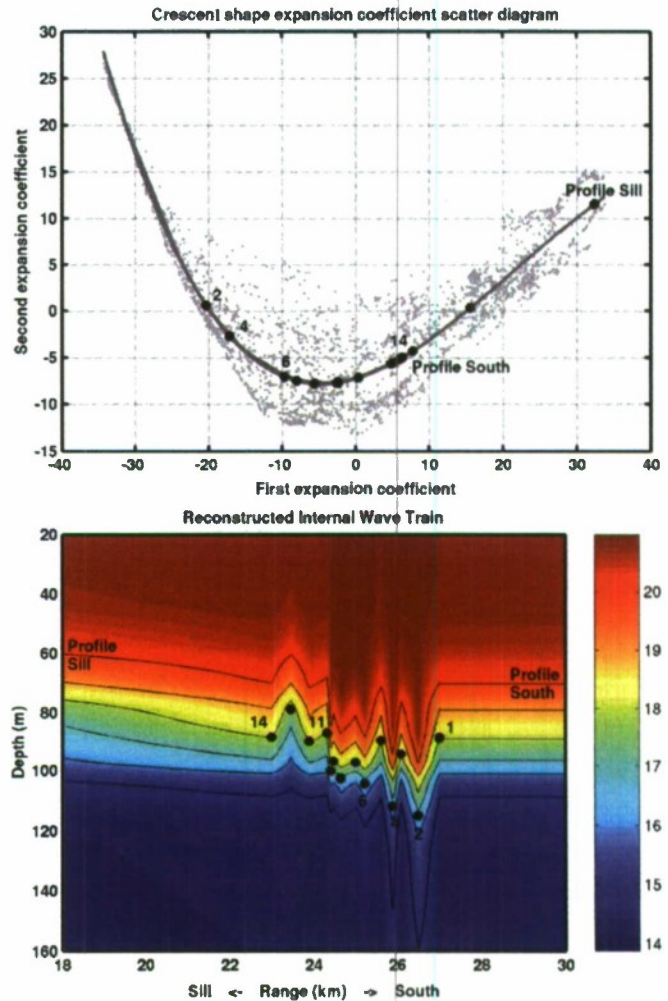 Crescent shape expansion coefficient scatter diagram
30
25
20
15
10
5
0
-5
-10
-15
Second expansion coefficient
Profile Sill
2
4
6
14
Profile South
-40 -30 -20 -10 0 10 20 30 40
First expansion coefficient
Reconstructed Internal Wave Train
20
40
60
80
100
120
140
160
Depth (m)
Profile
Sill
Profile
South
14
11
1
6
2
18 20 22 24 26 28 30
Sill <- Range (km) -> South
20
19
18
17
16
15
14